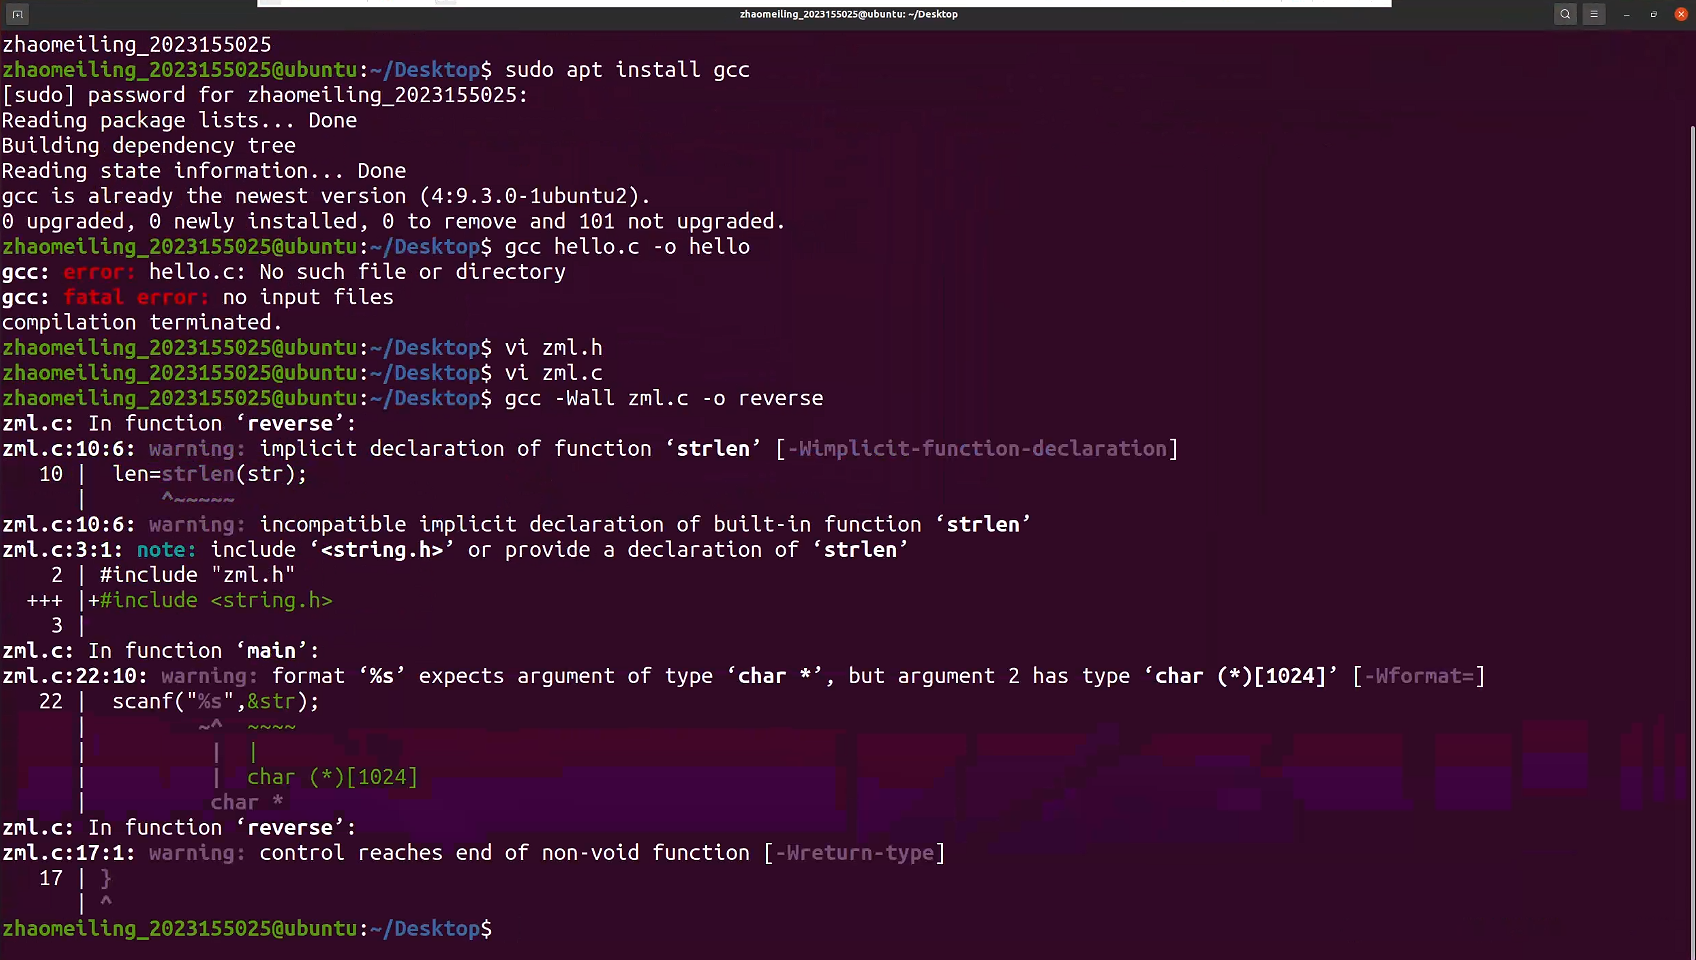 zhaomeiling_2023155025@ubuntu: ~/Desktop
zhaomeiling_2023155025
zhaomeiling_2023155025@ubuntu:~/Desktop$ sudo apt install gcc
[sudo] password for zhaomeiling_2023155025:
Reading package lists... Done
Building dependency tree
Reading state information... Done
gcc is already the newest version (4:9.3.0-1ubuntu2).
0 upgraded, 0 newly installed, 0 to remove and 101 not upgraded.
zhaomeiling_2023155025@ubuntu:~/Desktop$ gcc hello.c -o hello
gcc: error: hello.c: No such file or directory
gcc: fatal error: no input files
compilation terminated.
zhaomeiling_2023155025@ubuntu:~/Desktop$ vi zml.h
zhaomeiling_2023155025@ubuntu:~/Desktop$ vi zml.c
zhaomeiling_2023155025@ubuntu:~/Desktop$ gcc -Wall zml.c -o reverse
zml.c: In function ‘reverse’:
zml.c:10:6: warning: implicit declaration of function ‘strlen’ [-Wimplicit-function-declaration]
   10 |  len=strlen(str);
      |      ^~~~~~
zml.c:10:6: warning: incompatible implicit declaration of built-in function ‘strlen’
zml.c:3:1: note: include ‘<string.h>’ or provide a declaration of ‘strlen’
    2 | #include "zml.h"
  +++ |+#include <string.h>
    3 |
zml.c: In function ‘main’:
zml.c:22:10: warning: format ‘%s’ expects argument of type ‘char *’, but argument 2 has type ‘char (*)[1024]’ [-Wformat=]
   22 |  scanf("%s",&str);
      |         ~^  ~~~~
      |          |  |
      |          |  char (*)[1024]
      |          char *
zml.c: In function ‘reverse’:
zml.c:17:1: warning: control reaches end of non-void function [-Wreturn-type]
   17 | }
      | ^
zhaomeiling_2023155025@ubuntu:~/Desktop$